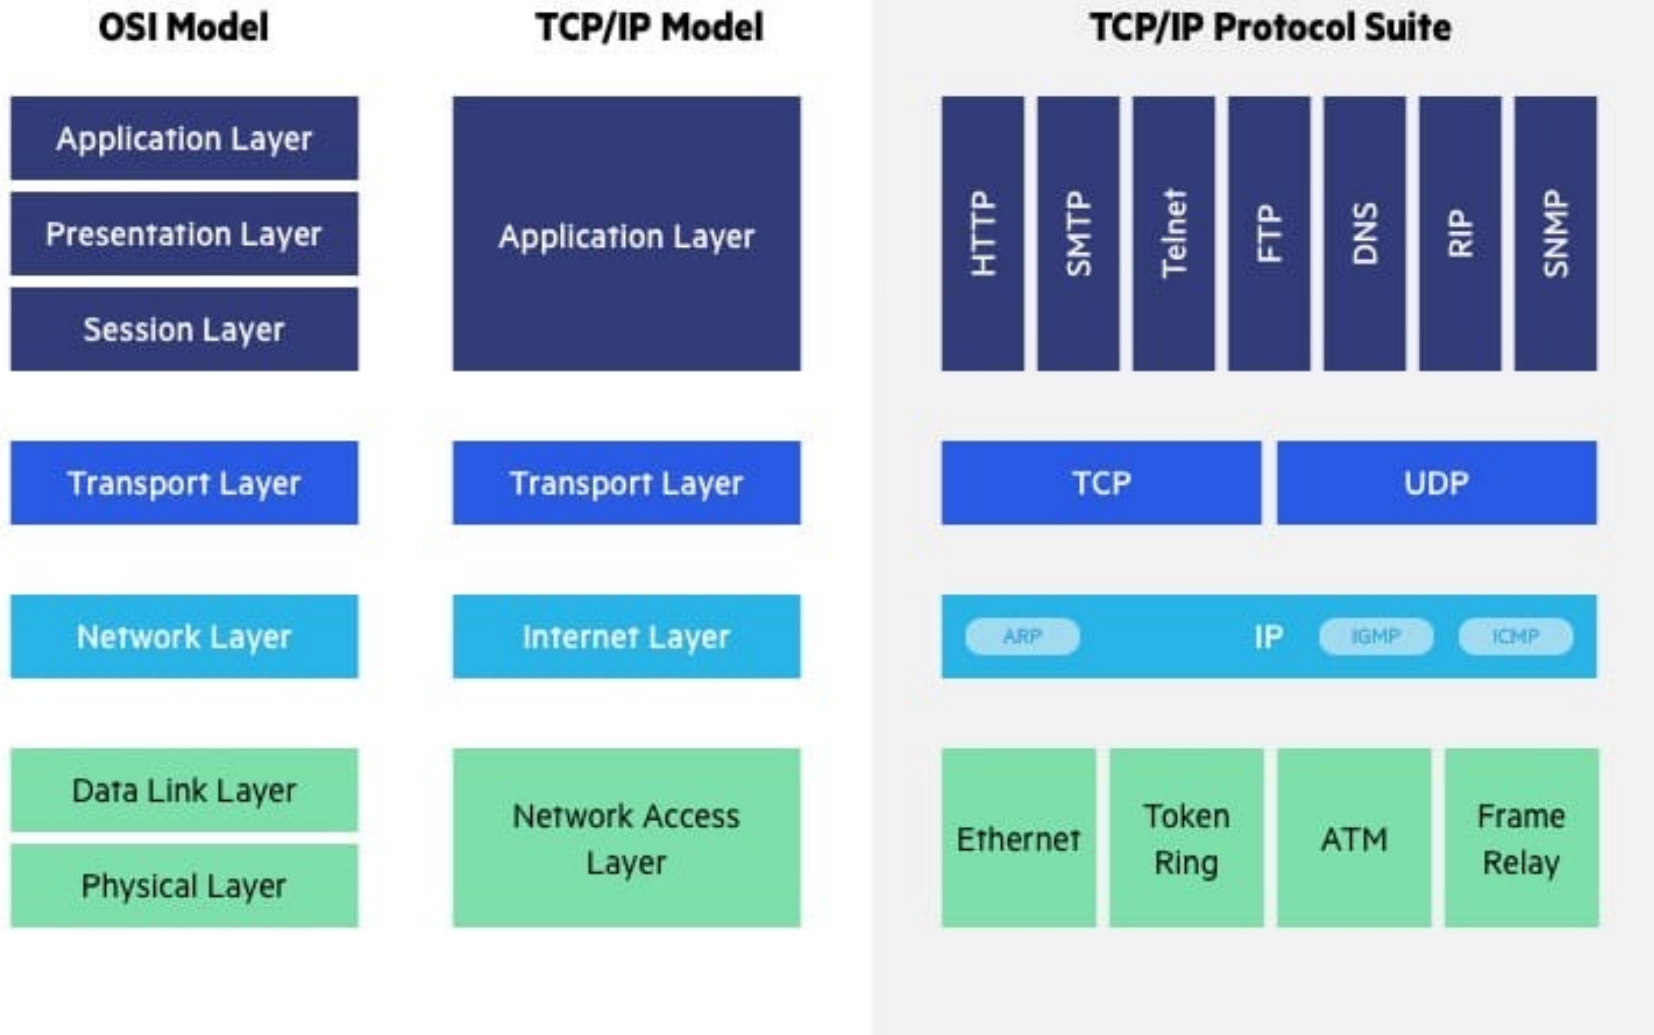 OSI Model
Application Layer
Presentation Layer
Session Layer
Transport Layer
Network Layer
Data Link Layer
Physical Layer
TCP/IP Model
Application Layer
Transport Layer
Internet Layer
Network Access
Layer
TCP/IP Protocol Suite
HTTP
SMTP
Telnet
FTP
DNS
RIP
SNMP
TCP
UDP
ARP
IP
IGMP
ICMP
Ethernet
Token
Ring
ATM
Frame
Relay